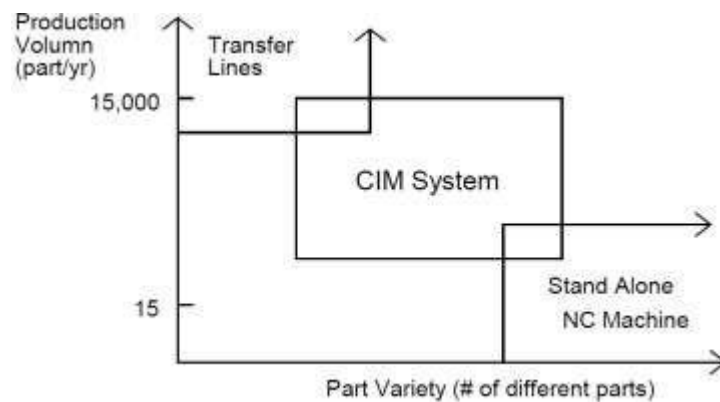 Production
Volumn
(part/yr)
Transfer
Lines
15,000
CIM System
15
Stand Alone
NC Machine
Part Variety (# of different parts)